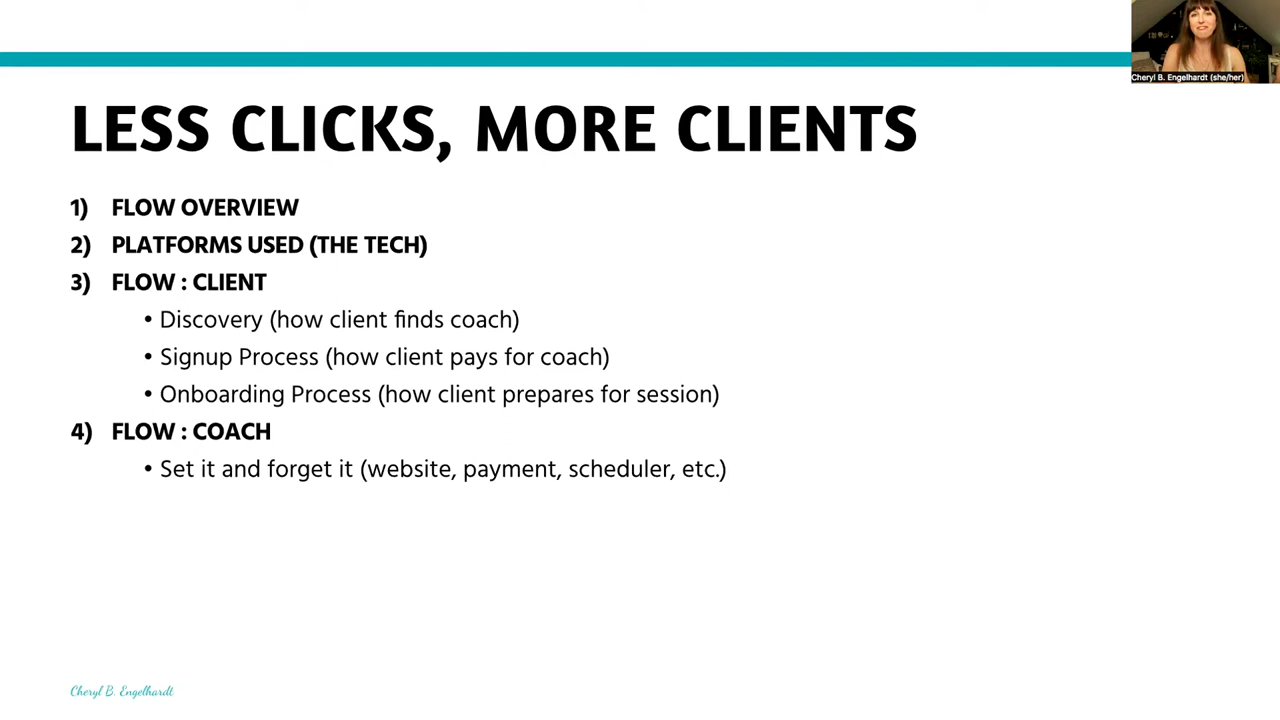 Cheryl B. Engelhardt (she/her)
LESS CLICKS, MORE CLIENTS
1) FLOW OVERVIEW
2) PLATFORMS USED (THE TECH)
3) FLOW : CLIENT
• Discovery (how client finds coach)
• Signup Process (how client pays for coach)
• Onboarding Process (how client prepares for session)
4) FLOW : COACH
• Set it and forget it (website, payment, scheduler, etc.)
Cheryl B. Engelhardt